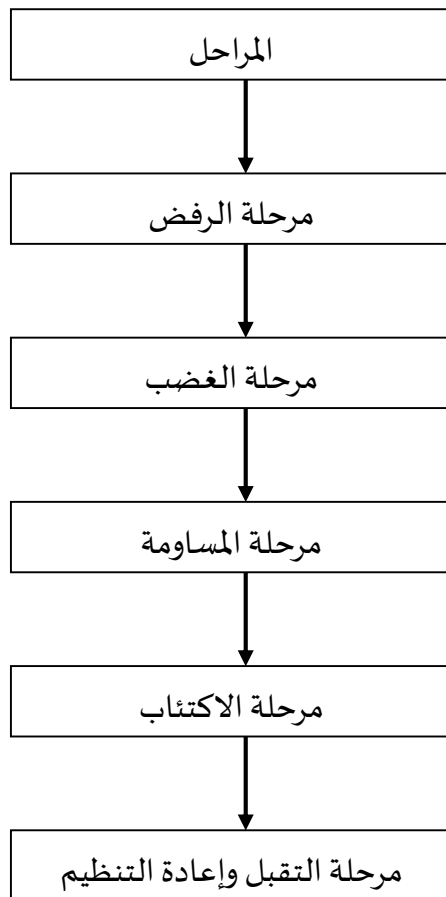 المراحل
مرحلة الرفض
مرحلة الغضب
مرحلة المساومة
مرحلة الاكتئاب
مرحلة التقبل وإعادة التنظيم